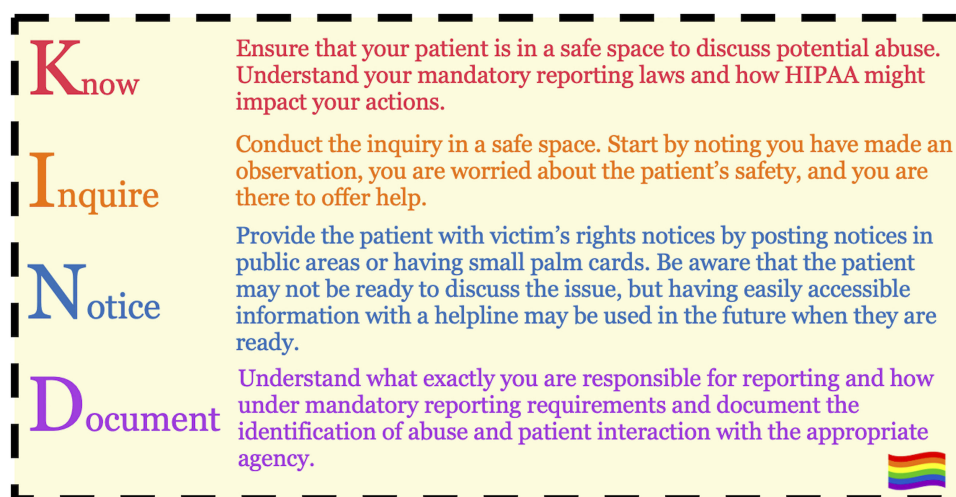 Know
Ensure that your patient is in a safe space to discuss potential abuse.
Understand your mandatory reporting laws and how HIPAA might
impact your actions.
Inquire
Conduct the inquiry in a safe space. Start by noting you have made an
observation, you are worried about the patient's safety, and you are
there to offer help.
Notice
Provide the patient with victim's rights notices by posting notices in
public areas or having small palm cards. Be aware that the patient
may not be ready to discuss the issue, but having easily accessible
information with a helpline may be used in the future when they are
ready.
Document
Understand what exactly you are responsible for reporting and how
under mandatory reporting requirements and document the
identification of abuse and patient interaction with the appropriate
agency.